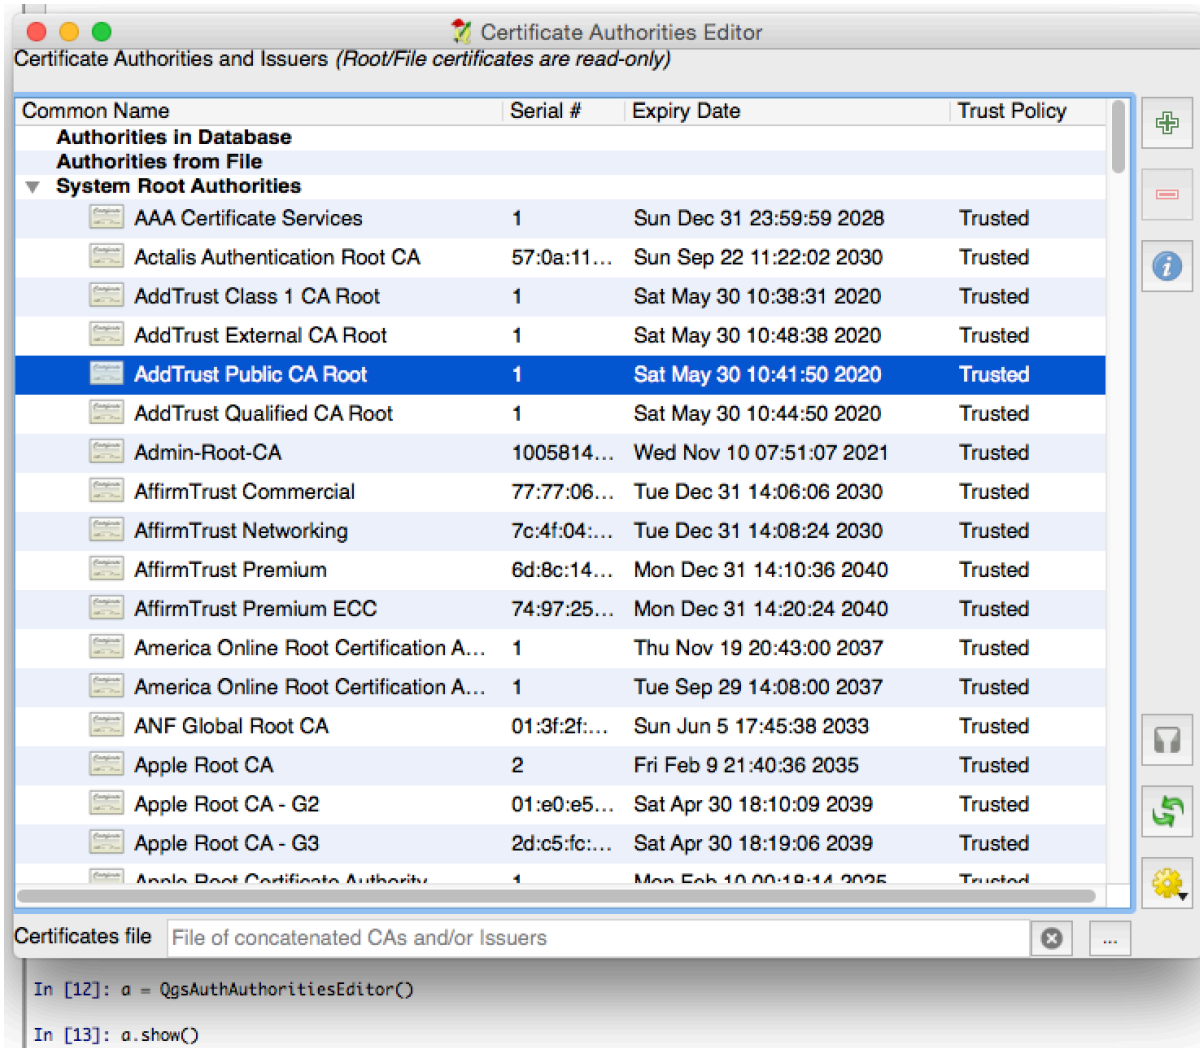 Certificate Authorities Editor
Certificate Authorities and Issuers (Root/File certificates are read-only)
Common Name Serial # Expiry Date Trust Policy
Authorities in Database
Authorities from File
System Root Authorities
AAA Certificate Services 1 Sun Dec 31 23:59:59 2028 Trusted
Actalis Authentication Root CA 57:0a:11... Sun Sep 22 11:22:02 2030 Trusted
AddTrust Class 1 CA Root 1 Sat May 30 10:38:31 2020 Trusted
AddTrust External CA Root 1 Sat May 30 10:48:38 2020 Trusted
AddTrust Public CA Root 1 Sat May 30 10:41:50 2020 Trusted
AddTrust Qualified CA Root 1 Sat May 30 10:44:50 2020 Trusted
Admin-Root-CA 1005814... Wed Nov 10 07:51:07 2021 Trusted
AffirmTrust Commercial 77:77:06... Tue Dec 31 14:06:06 2030 Trusted
AffirmTrust Networking 7c:4f:04:... Tue Dec 31 14:08:24 2030 Trusted
AffirmTrust Premium 6d:8c:14... Mon Dec 31 14:10:36 2040 Trusted
AffirmTrust Premium ECC 74:97:25... Mon Dec 31 14:20:24 2040 Trusted
America Online Root Certification A... 1 Thu Nov 19 20:43:00 2037 Trusted
America Online Root Certification A... 1 Tue Sep 29 14:08:00 2037 Trusted
ANF Global Root CA 01:3f:2f:... Sun Jun 5 17:45:38 2033 Trusted
Apple Root CA 2 Fri Feb 9 21:40:36 2035 Trusted
Apple Root CA - G2 01:e0:e5... Sat Apr 30 18:10:09 2039 Trusted
Apple Root CA - G3 2d:c5:fc:... Sat Apr 30 18:19:06 2039 Trusted
Apple Root Certificate Authority 1 Mon Feb 10 00:18:14 2025 Trusted
Certificates file File of concatenated CAs and/or Issuers ...
In [12]: a = QgsAuthAuthoritiesEditor()
In [13]: a.show()